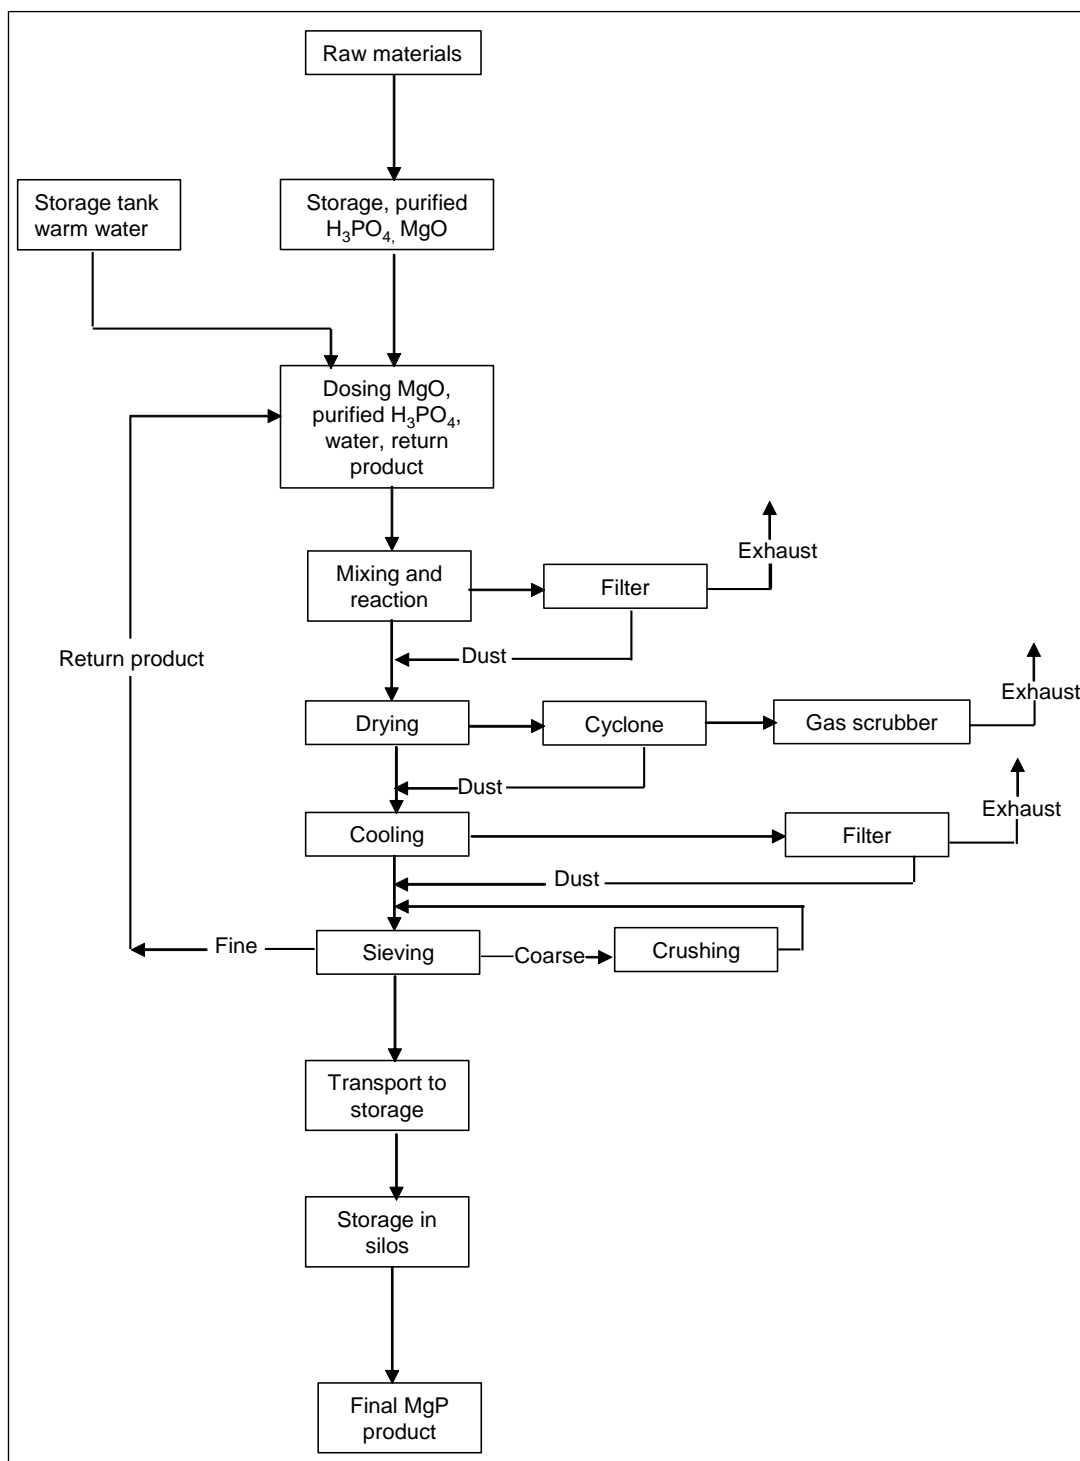 Raw materials
Storage tank
warm water
Storage, purified
H₃PO₄, MgO
Dosing MgO,
purified H₃PO₄,
water, return
product
Exhaust
Mixing and
reaction
Filter
Return product
Dust
Exhaust
Drying
Cyclone
Gas scrubber
Dust
Exhaust
Cooling
Filter
Dust
Fine
Sieving
Coarse
Crushing
Transport to
storage
Storage in
silos
Final MgP
product